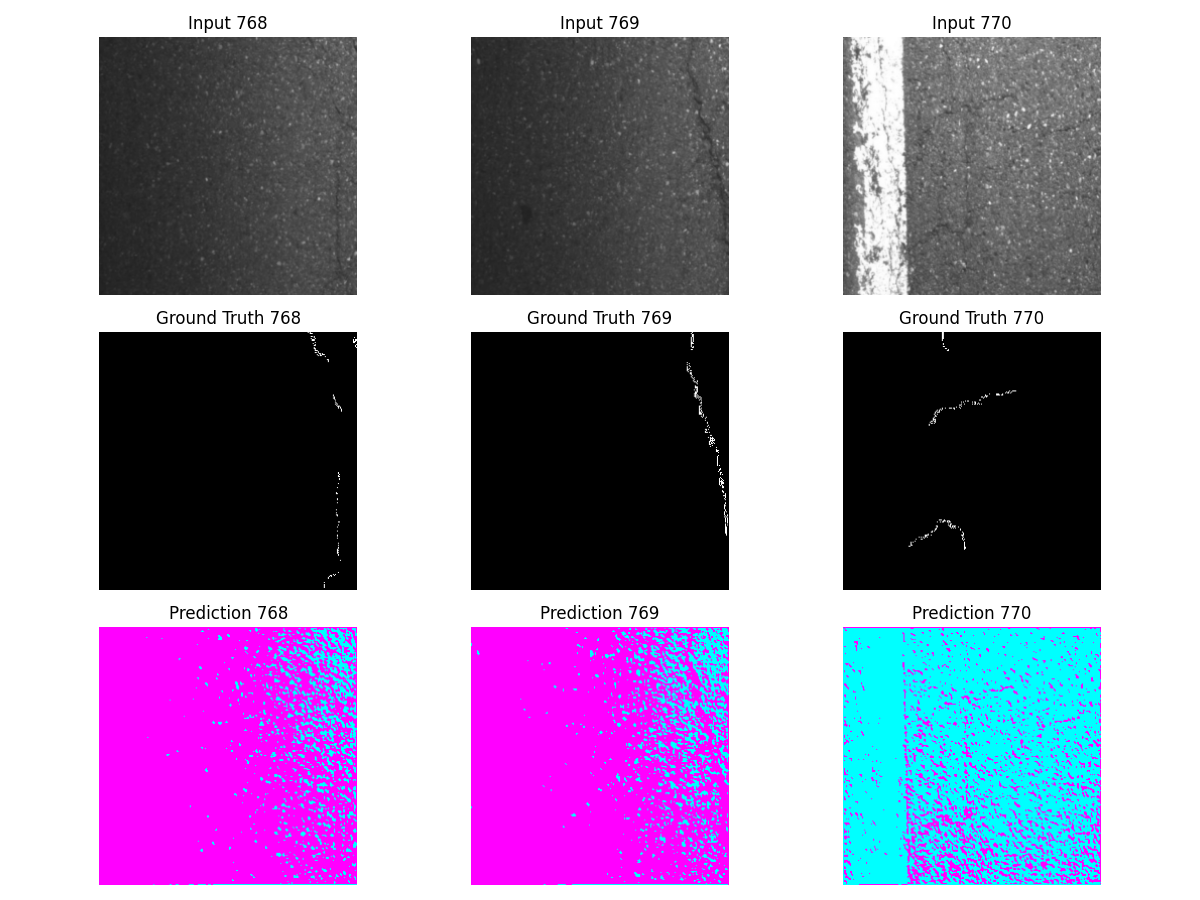 Input 768
Input 769
Input 770
Ground Truth 768
Ground Truth 769
Ground Truth 770
Prediction 768
Prediction 769
Prediction 770